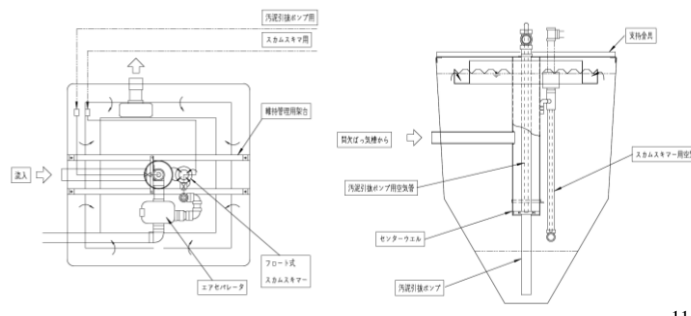 汚泥引抜ポンプ用
スカムスキマ用
維持管理用架台
流入
フロート式
スカムスキマー
エアセパレータ
支持金具
間欠ばっ気槽から
スカムスキマー用空気
汚泥引抜ポンプ用空気管
センターウエル
汚泥引抜ポンプ